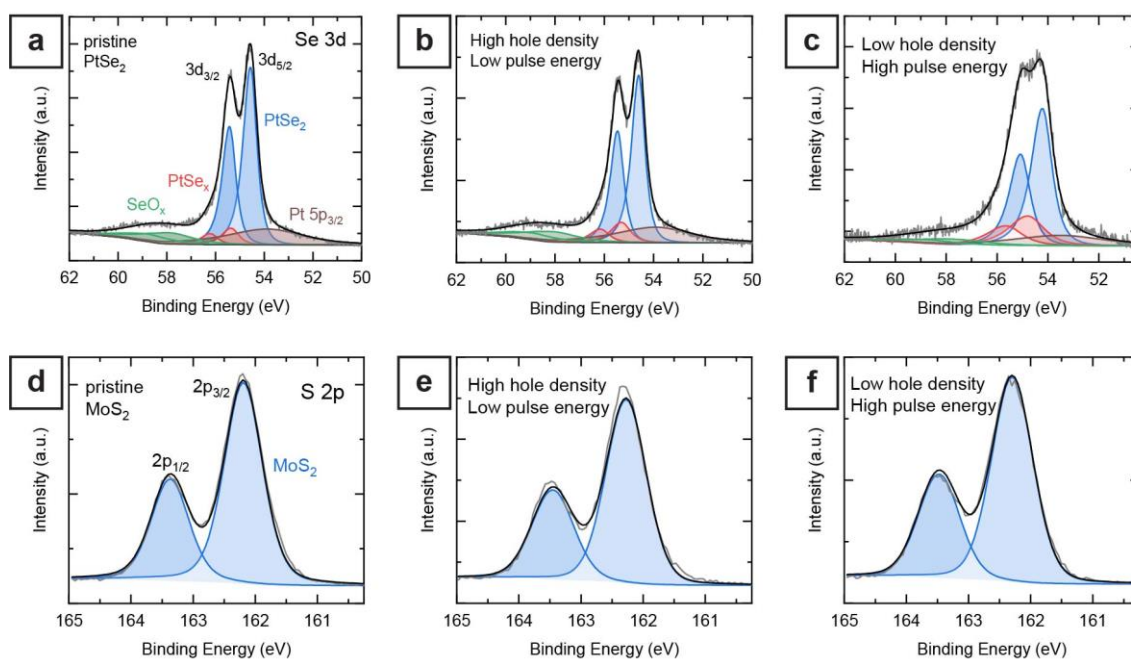 a
pristine
PtSe₂
Se 3d
3d₃/₂
3d₅/₂
PtSe₂
PtSeₓ
SeOₓ
Pt 5p₃/₂
Intensity (a.u.)
62 60 58 56 54 52 50
Binding Energy (eV)
b
High hole density
Low pulse energy
Intensity (a.u.)
62 60 58 56 54 52 50
Binding Energy (eV)
c
Low hole density
High pulse energy
Intensity (a.u.)
62 60 58 56 54 52
Binding Energy (eV)
d
pristine
MoS₂
S 2p
2p₃/₂
2p₁/₂
MoS₂
Intensity (a.u.)
165 164 163 162 161
Binding Energy (eV)
e
High hole density
Low pulse energy
Intensity (a.u.)
165 164 163 162 161
Binding Energy (eV)
f
Low hole density
High pulse energy
Intensity (a.u.)
165 164 163 162 161
Binding Energy (eV)